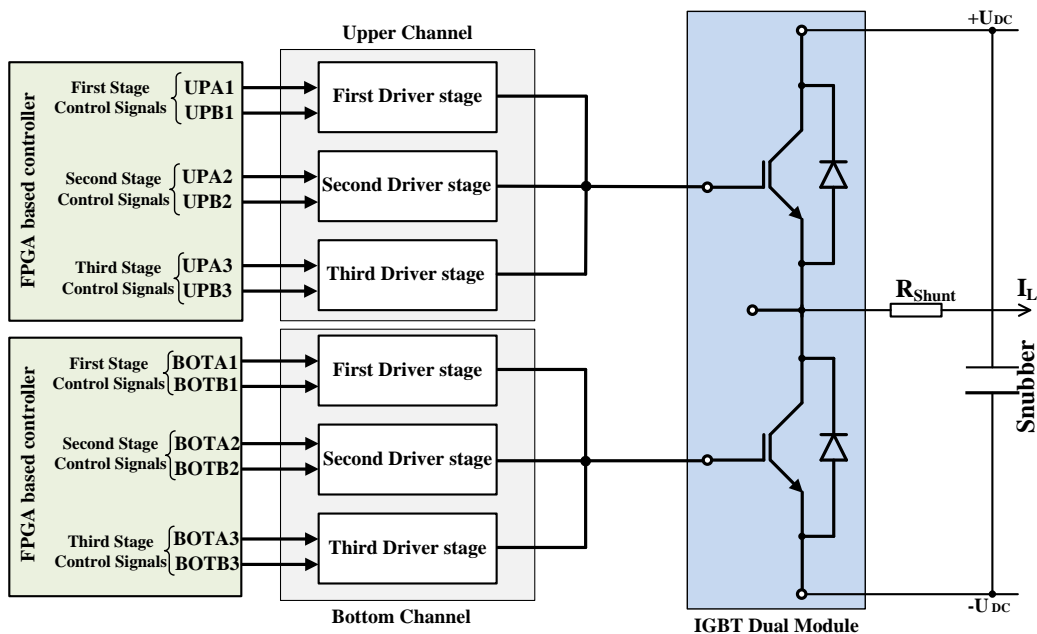 Upper Channel
FPGA based controller
First Stage
Control Signals
UPA1
UPB1
First Driver stage
Second Stage
Control Signals
UPA2
UPB2
Second Driver stage
Third Stage
Control Signals
UPA3
UPB3
Third Driver stage
FPGA based controller
First Stage
Control Signals
BOTA1
BOTB1
First Driver stage
Second Stage
Control Signals
BOTA2
BOTB2
Second Driver stage
Third Stage
Control Signals
BOTA3
BOTB3
Third Driver stage
Bottom Channel
+UDC
RShunt
IL
Snubber
-UDC
IGBT Dual Module